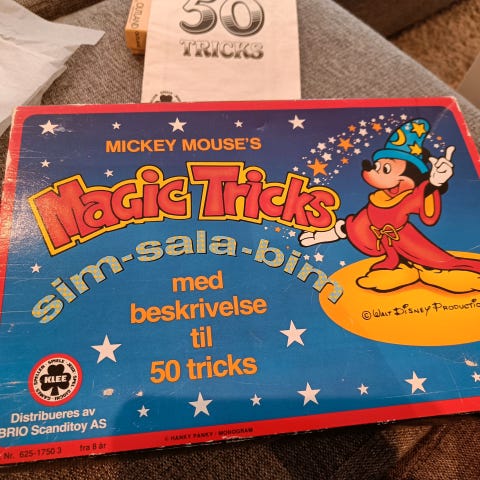 50
TRICKS
MICKEY MOUSE'S
Magic Tricks
sim-sala-bim
med
beskrivelse
til
50 tricks
© Walt Disney Productio
KLEE
Distribueres av
BRIO Scanditoy AS
Nr. 625-1750 3 fra 8 år
© HANKY PANKY / MONOGRAM